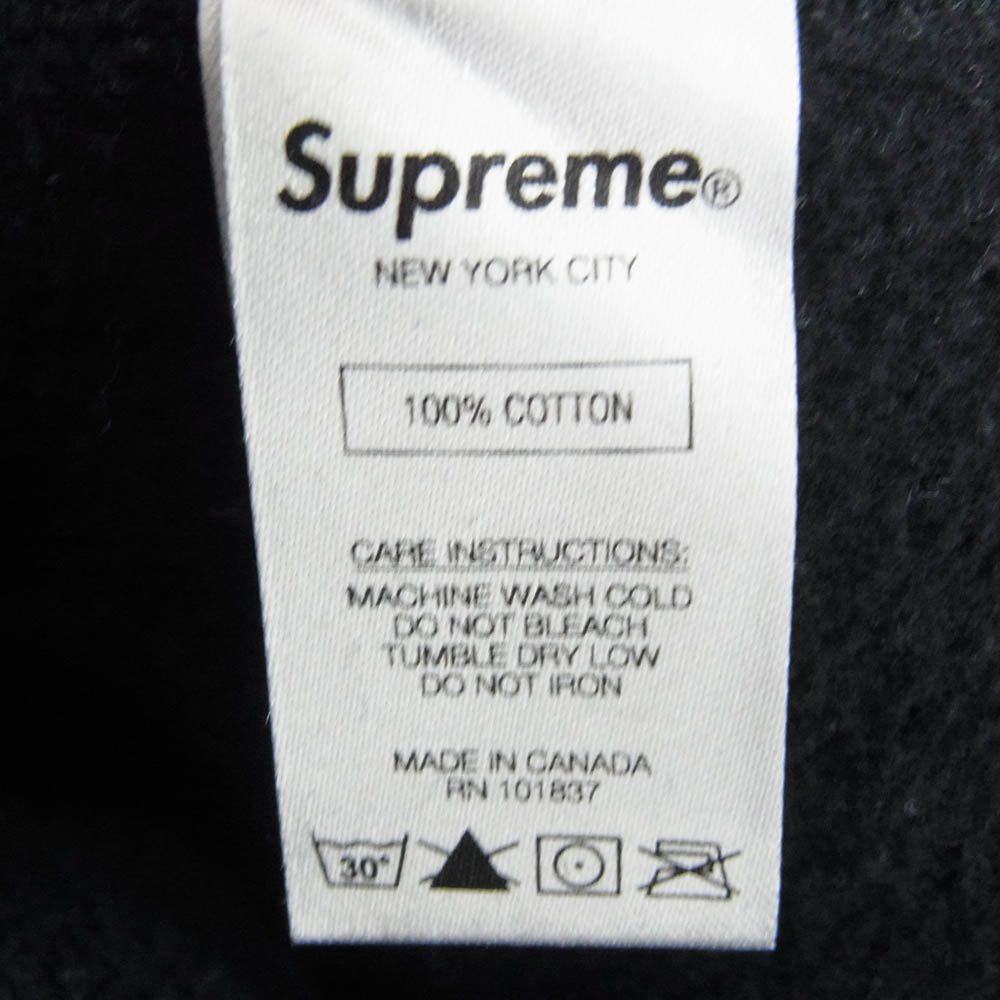 Supreme®
NEW YORK CITY
100% COTTON
CARE INSTRUCTIONS:
MACHINE WASH COLD
DO NOT BLEACH
TUMBLE DRY LOW
DO NOT IRON
MADE IN CANADA
RN 101837
30°